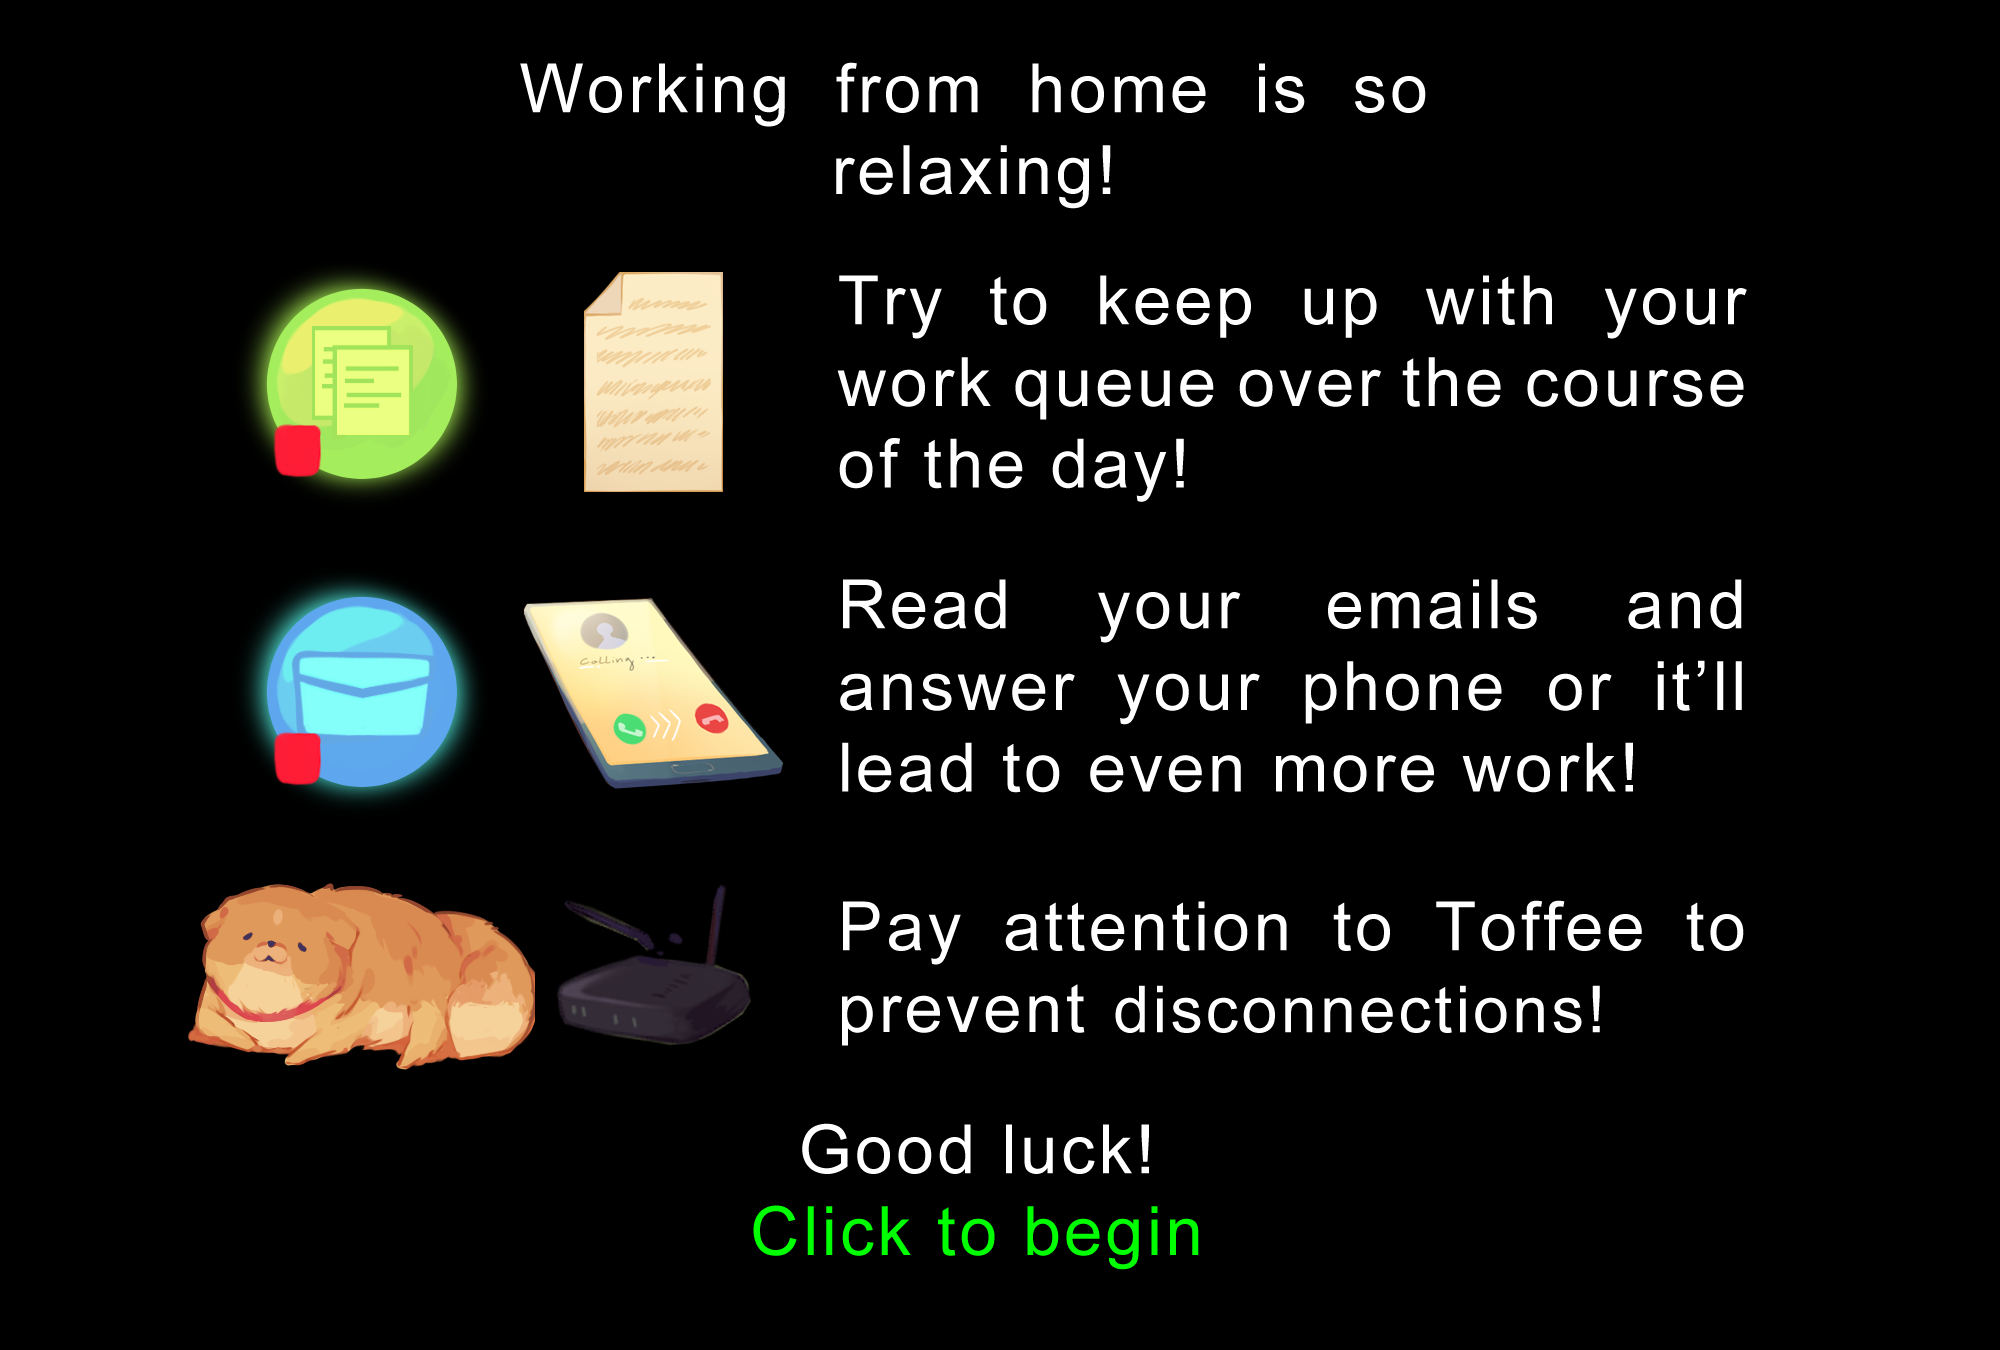 Working from home is so
relaxing!
Try to keep up with your
work queue over the course
of the day!
Calling ...
Read your emails and
answer your phone or it’ll
lead to even more work!
Pay attention to Toffee to
prevent disconnections!
Good luck!
Click to begin